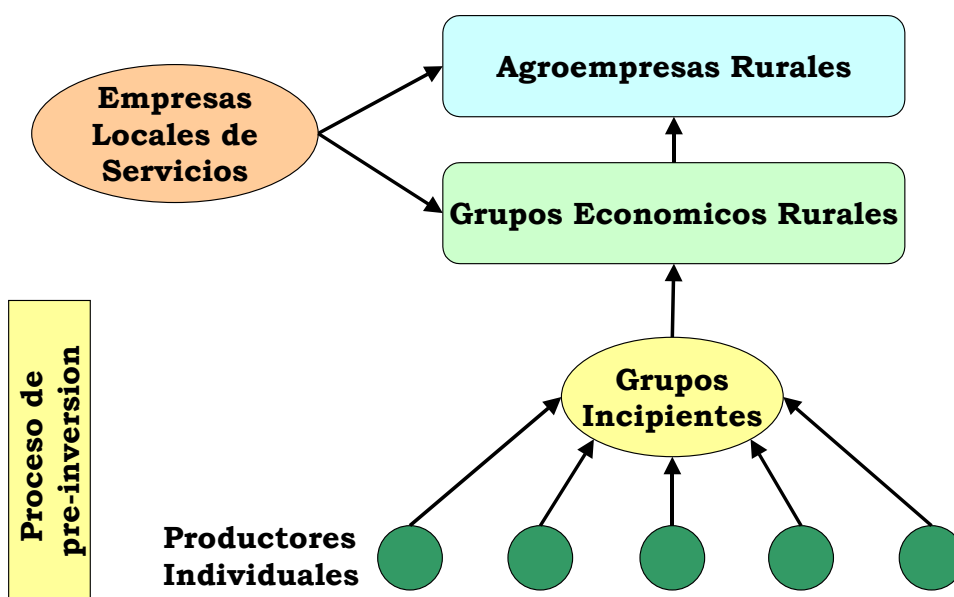 Agroempresas Rurales
Empresas
Locales de
Servicios
Grupos Economicos Rurales
Grupos
Incipientes
Proceso de
pre-inversion
Productores
Individuales